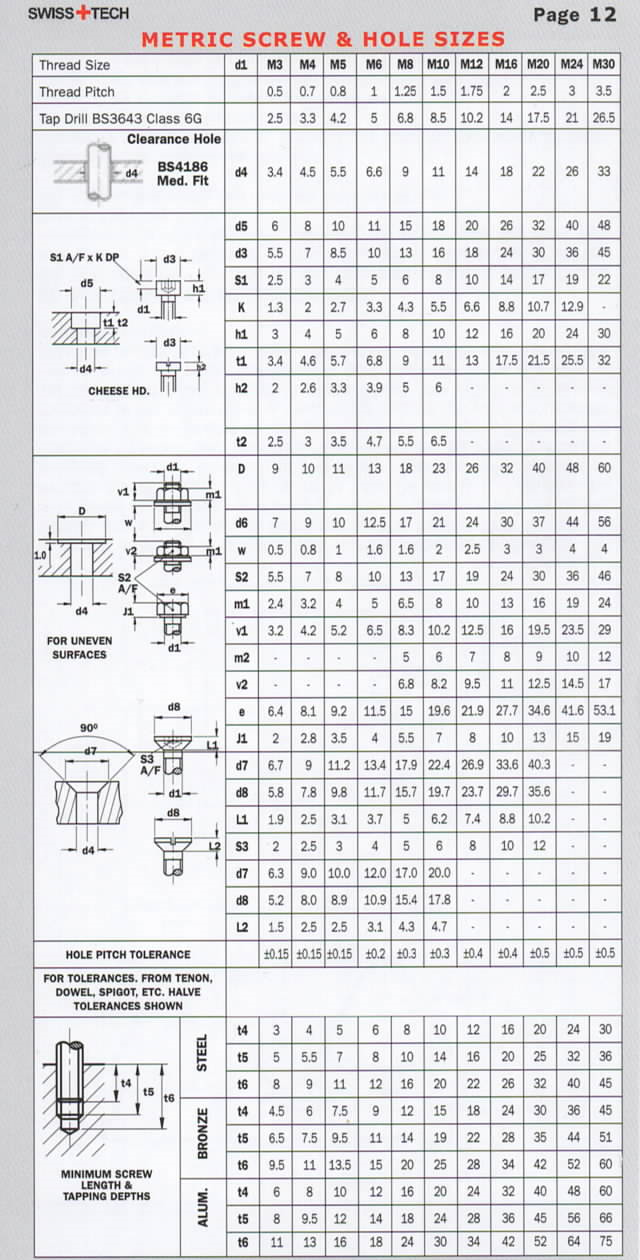 SWISS+TECH
Page 12
METRIC SCREW & HOLE SIZES
Thread Size d1 M3 M4 M5 M6 M8 M10 M12 M16 M20 M24 M30
Thread Pitch 0.5 0.7 0.8 1 1.25 1.5 1.75 2 2.5 3 3.5
Tap Drill BS3643 Class 6G 2.5 3.3 4.2 5 6.8 8.5 10.2 14 17.5 21 26.5
Clearance Hole
d4
BS4186
Med. Fit
d4 3.4 4.5 5.5 6.6 9 11 14 18 22 26 33
d5 6 8 10 11 15 18 20 26 32 40 48
d3 5.5 7 8.5 10 13 16 18 24 30 36 45
S1 2.5 3 4 5 6 8 10 14 17 19 22
K 1.3 2 2.7 3.3 4.3 5.5 6.6 8.8 10.7 12.9 -
h1 3 4 5 6 8 10 12 16 20 24 30
t1 3.4 4.6 5.7 6.8 9 11 13 17.5 21.5 25.5 32
h2 2 2.6 3.3 3.9 5 6 - - - - -
t2 2.5 3 3.5 4.7 5.5 6.5 - - - - -
S1 A/F x K DP
d3
d5
h1
d1
t1 t2
d3
d4
h2
CHEESE HD.
D 9 10 11 13 18 23 26 32 40 48 60
d6 7 9 10 12.5 17 21 24 30 37 44 56
w 0.5 0.8 1 1.6 1.6 2 2.5 3 3 4 4
S2 5.5 7 8 10 13 17 19 24 30 36 46
m1 2.4 3.2 4 5 6.5 8 10 13 16 19 24
v1 3.2 4.2 5.2 6.5 8.3 10.2 12.5 16 19.5 23.5 29
m2 - - - - 5 6 7 8 9 10 12
v2 - - - - 6.8 8.2 9.5 11 12.5 14.5 17
e 6.4 8.1 9.2 11.5 15 19.6 21.9 27.7 34.6 41.6 53.1
J1 2 2.8 3.5 4 5.5 7 8 10 13 15 19
d1
v1
m1
D
w
1.0
v2
m1
S2
A/F
e
d4
J1
FOR UNEVEN
SURFACES
d1
d7 6.7 9 11.2 13.4 17.9 22.4 26.9 33.6 40.3 - -
d8 5.8 7.8 9.8 11.7 15.7 19.7 23.7 29.7 35.6 - -
L1 1.9 2.5 3.1 3.7 5 6.2 7.4 8.8 10.2 - -
S3 2 2.5 3 4 5 6 8 10 12 - -
d7 6.3 9.0 10.0 12.0 17.0 20.0 - - - - -
d8 5.2 8.0 8.9 10.9 15.4 17.8 - - - - -
L2 1.5 2.5 2.5 3.1 4.3 4.7 - - - - -
d8
90º
d7
L1
S3
A/F
d1
d8
d4
L2
HOLE PITCH TOLERANCE ±0.15 ±0.15 ±0.15 ±0.2 ±0.3 ±0.3 ±0.4 ±0.4 ±0.5 ±0.5 ±0.5
FOR TOLERANCES. FROM TENON,
DOWEL, SPIGOT, ETC. HALVE
TOLERANCES SHOWN
STEEL
t4 3 4 5 6 8 10 12 16 20 24 30
t5 5 5.5 7 8 10 14 16 20 25 32 36
t6 8 9 11 12 16 20 22 26 32 40 45
BRONZE
t4 4.5 6 7.5 9 12 15 18 24 30 36 45
t5 6.5 7.5 9.5 11 14 19 22 28 35 44 51
t6 9.5 11 13.5 15 20 25 28 34 42 52 60
ALUM.
t4 6 8 10 12 16 20 24 32 40 48 60
t5 8 9.5 12 14 18 24 28 36 45 56 66
t6 11 13 16 18 24 30 34 42 52 64 75
t4
t5
t6
MINIMUM SCREW
LENGTH &
TAPPING DEPTHS